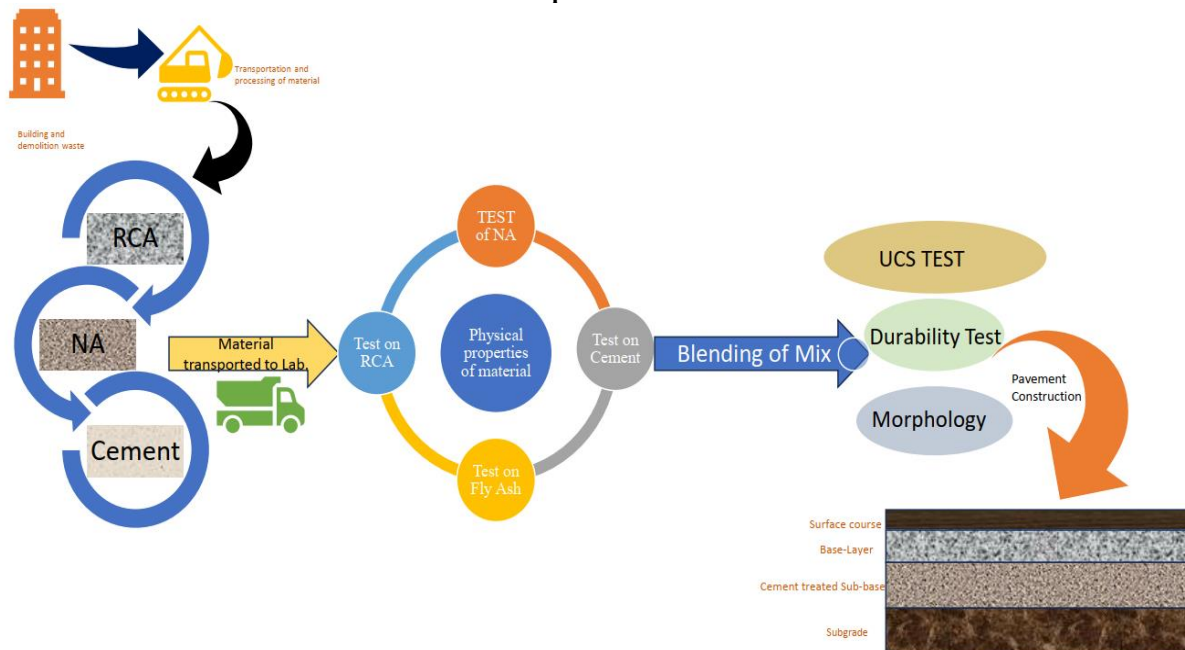 Transportation and
processing of material
Building and
demolition waste
RCA
NA
Cement
Material
transported to Lab.
TEST
of NA
Test on
RCA
Physical
properties
of material
Test on
Cement
Test on
Fly Ash
Blending of Mix
UCS TEST
Durability Test
Morphology
Pavement
Construction
Surface course
Base-Layer
Cement treated Sub-base
Subgrade